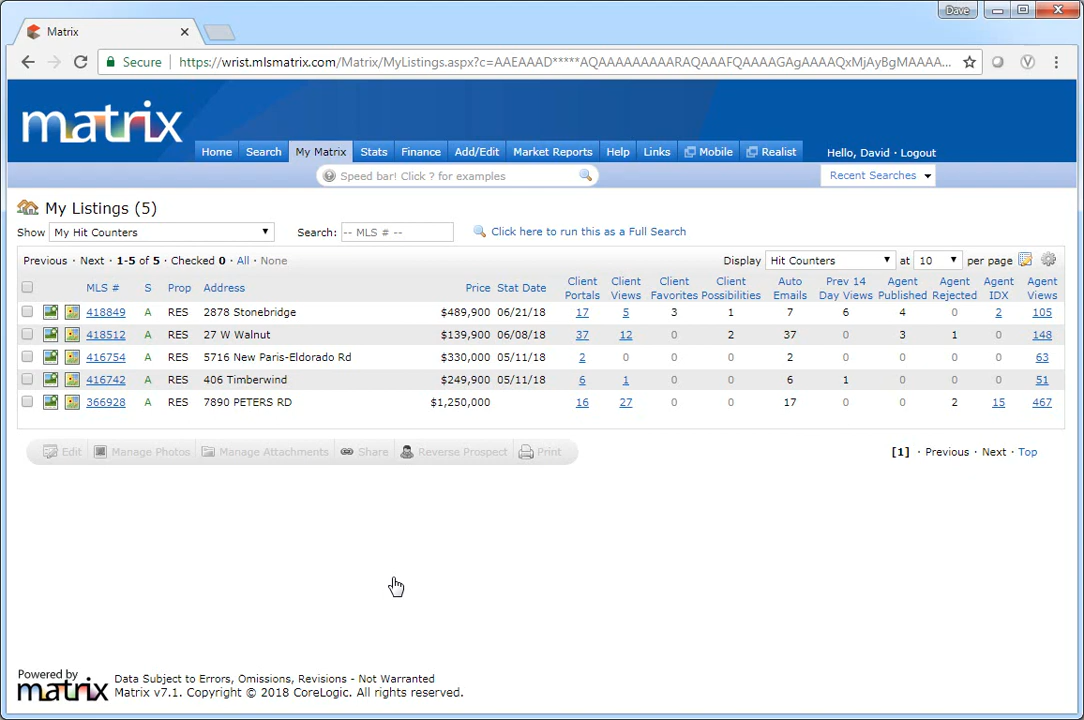 Dave
Matrix
Secure https://wrist.mlsmatrix.com/Matrix/MyListings.aspx?c=AAEAAAD*****AQAAAAAAAAARAQAAAFQAAAAGAgAAAAQxMjAyBgMAAAA...
matrix
Home Search My Matrix Stats Finance Add/Edit Market Reports Help Links Mobile Realist Hello, David · Logout
Speed bar! Click ? for examples Recent Searches
My Listings (5)
Show My Hit Counters Search: -- MLS # -- Click here to run this as a Full Search
Previous · Next · 1-5 of 5 · Checked 0 · All · None Display Hit Counters at 10 per page
MLS # S Prop Address Price Stat Date Client Portals Client Views Client Favorites Client Possibilities Auto Emails Prev 14 Day Views Agent Published Agent Rejected Agent IDX Agent Views
418849 A RES 2878 Stonebridge $489,900 06/21/18 17 5 3 1 7 6 4 0 2 105
418512 A RES 27 W Walnut $139,900 06/08/18 37 12 0 2 37 0 3 1 0 148
416754 A RES 5716 New Paris-Eldorado Rd $330,000 05/11/18 2 0 0 0 2 0 0 0 0 63
416742 A RES 406 Timberwind $249,900 05/11/18 6 1 0 0 6 1 0 0 0 51
366928 A RES 7890 PETERS RD $1,250,000 16 27 0 0 17 0 0 2 15 467
Edit Manage Photos Manage Attachments Share Reverse Prospect Print [1] · Previous · Next · Top
Powered by
matrix
Data Subject to Errors, Omissions, Revisions - Not Warranted
Matrix v7.1. Copyright © 2018 CoreLogic. All rights reserved.